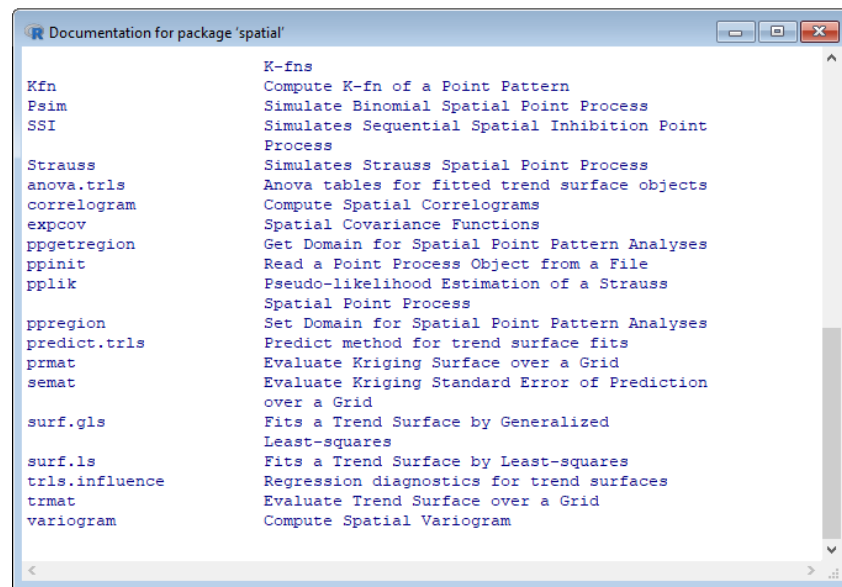 R Documentation for package 'spatial'
K-fns
Kfn Compute K-fn of a Point Pattern
Psim Simulate Binomial Spatial Point Process
SSI Simulates Sequential Spatial Inhibition Point
Process
Strauss Simulates Strauss Spatial Point Process
anova.trls Anova tables for fitted trend surface objects
correlogram Compute Spatial Correlograms
expcov Spatial Covariance Functions
ppgetregion Get Domain for Spatial Point Pattern Analyses
ppinit Read a Point Process Object from a File
pplik Pseudo-likelihood Estimation of a Strauss
Spatial Point Process
ppregion Set Domain for Spatial Point Pattern Analyses
predict.trls Predict method for trend surface fits
prmat Evaluate Kriging Surface over a Grid
semat Evaluate Kriging Standard Error of Prediction
over a Grid
surf.gls Fits a Trend Surface by Generalized
Least-squares
surf.ls Fits a Trend Surface by Least-squares
trls.influence Regression diagnostics for trend surfaces
trmat Evaluate Trend Surface over a Grid
variogram Compute Spatial Variogram